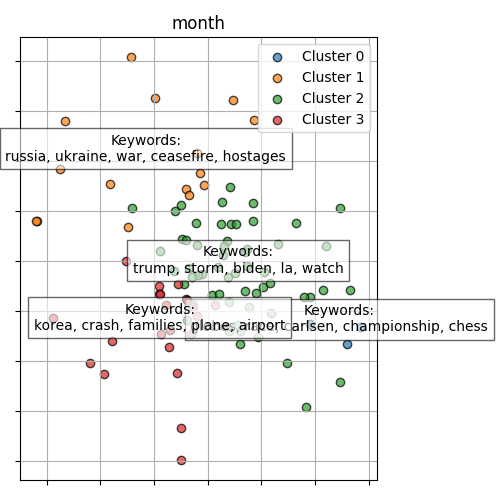 month
Cluster 0
Cluster 1
Cluster 2
Cluster 3
Keywords:
russia, ukraine, war, ceasefire, hostages
Keywords:
trump, storm, biden, la, watch
Keywords:
korea, crash, families, plane, airport
Keywords:
carlsen, championship, chess